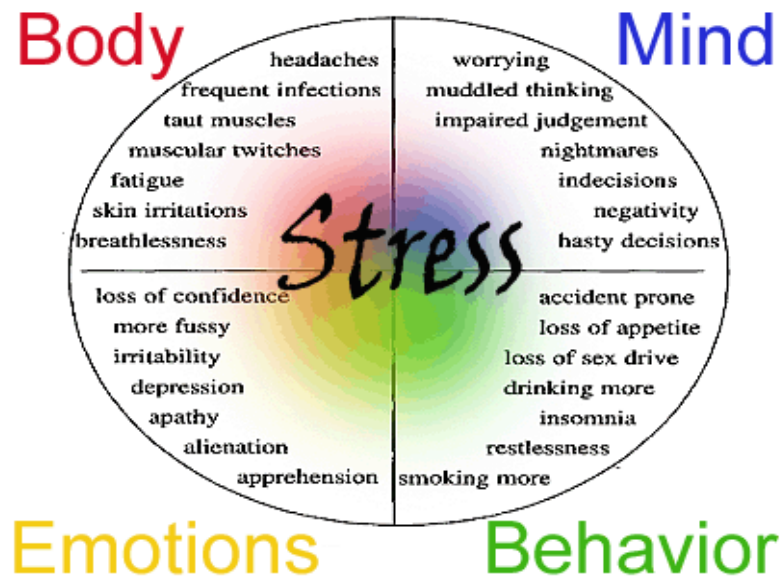 Body
headaches
frequent infections
taut muscles
muscular twitches
fatigue
skin irritations
breathlessness
Mind
worrying
muddled thinking
impaired judgement
nightmares
indecisions
negativity
hasty decisions
Stress
loss of confidence
more fussy
irritability
depression
apathy
alienation
apprehension
Emotions
accident prone
loss of appetite
loss of sex drive
drinking more
insomnia
restlessness
smoking more
Behavior